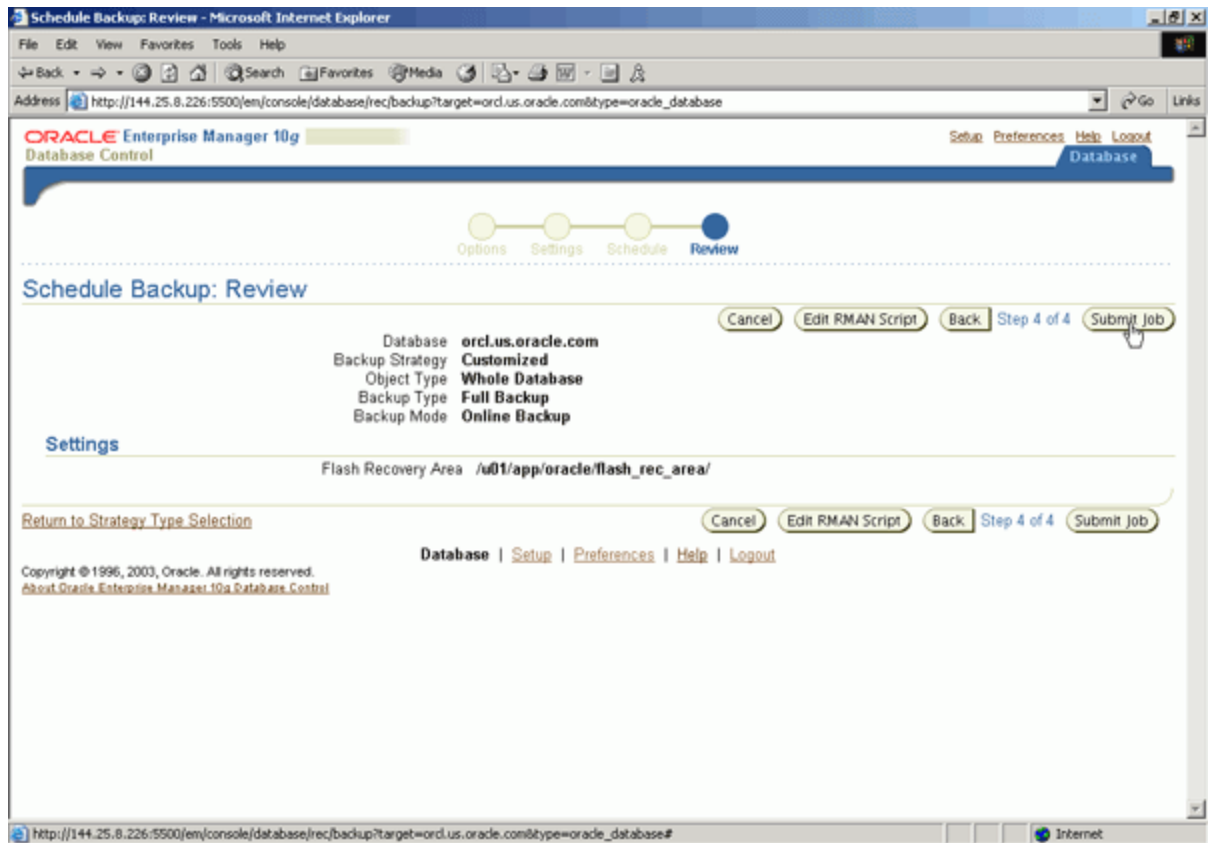 Schedule Backup: Review - Microsoft Internet Explorer
File Edit View Favorites Tools Help
Back Search Favorites Media
Address http://144.25.8.226:5500/em/console/database/rec/backup?target=orcl.us.oracle.com&type=oracle_database Go Links
ORACLE Enterprise Manager 10g
Database Control
Setup Preferences Help Logout
Database
Options Settings Schedule Review
Schedule Backup: Review
Cancel Edit RMAN Script Back Step 4 of 4 Submit Job
Database orcl.us.oracle.com
Backup Strategy Customized
Object Type Whole Database
Backup Type Full Backup
Backup Mode Online Backup
Settings
Flash Recovery Area /u01/app/oracle/flash_rec_area/
Return to Strategy Type Selection Cancel Edit RMAN Script Back Step 4 of 4 Submit Job
Database | Setup | Preferences | Help | Logout
Copyright © 1996, 2003, Oracle. All rights reserved.
About Oracle Enterprise Manager 10g Database Control
http://144.25.8.226:5500/em/console/database/rec/backup?target=orcl.us.oracle.com&type=oracle_database# Internet